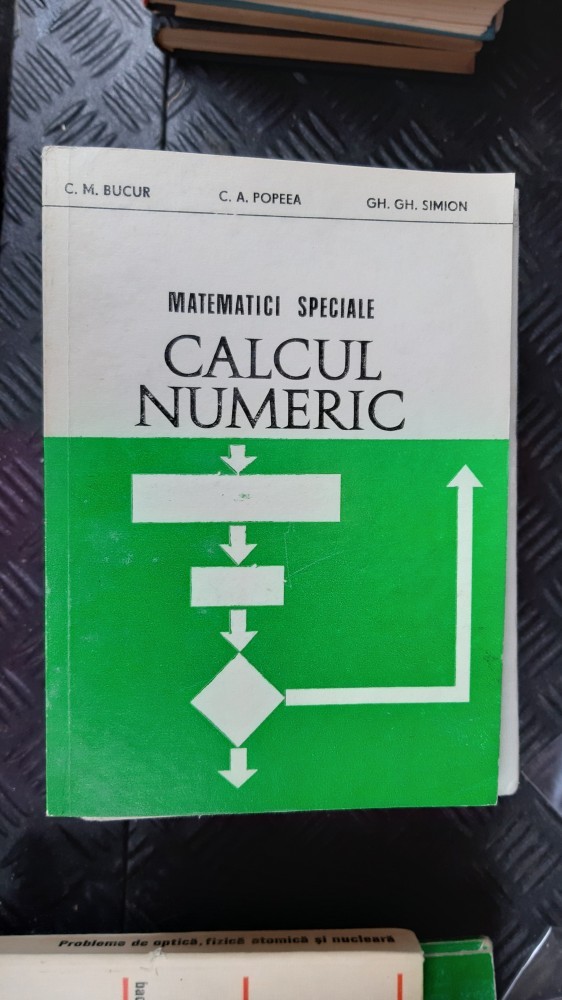 C. M. BUCUR C. A. POPEEA GH. GH. SIMION
MATEMATICI SPECIALE
CALCUL
NUMERIC
Probleme de optică, fizică atomică și nucleară